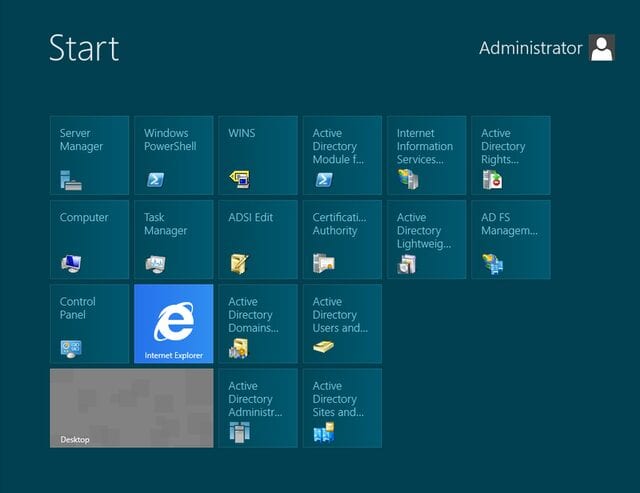 Start
Administrator
Server
Manager
Windows
PowerShell
WINS
Active
Directory
Module f...
Internet
Information
Services...
Active
Directory
Rights...
Computer
Task
Manager
ADSI Edit
Certificati...
Authority
Active
Directory
Lightweig...
AD FS
Managem...
Control
Panel
Internet Explorer
Active
Directory
Domains...
Active
Directory
Users and...
Desktop
Active
Directory
Administr...
Active
Directory
Sites and...